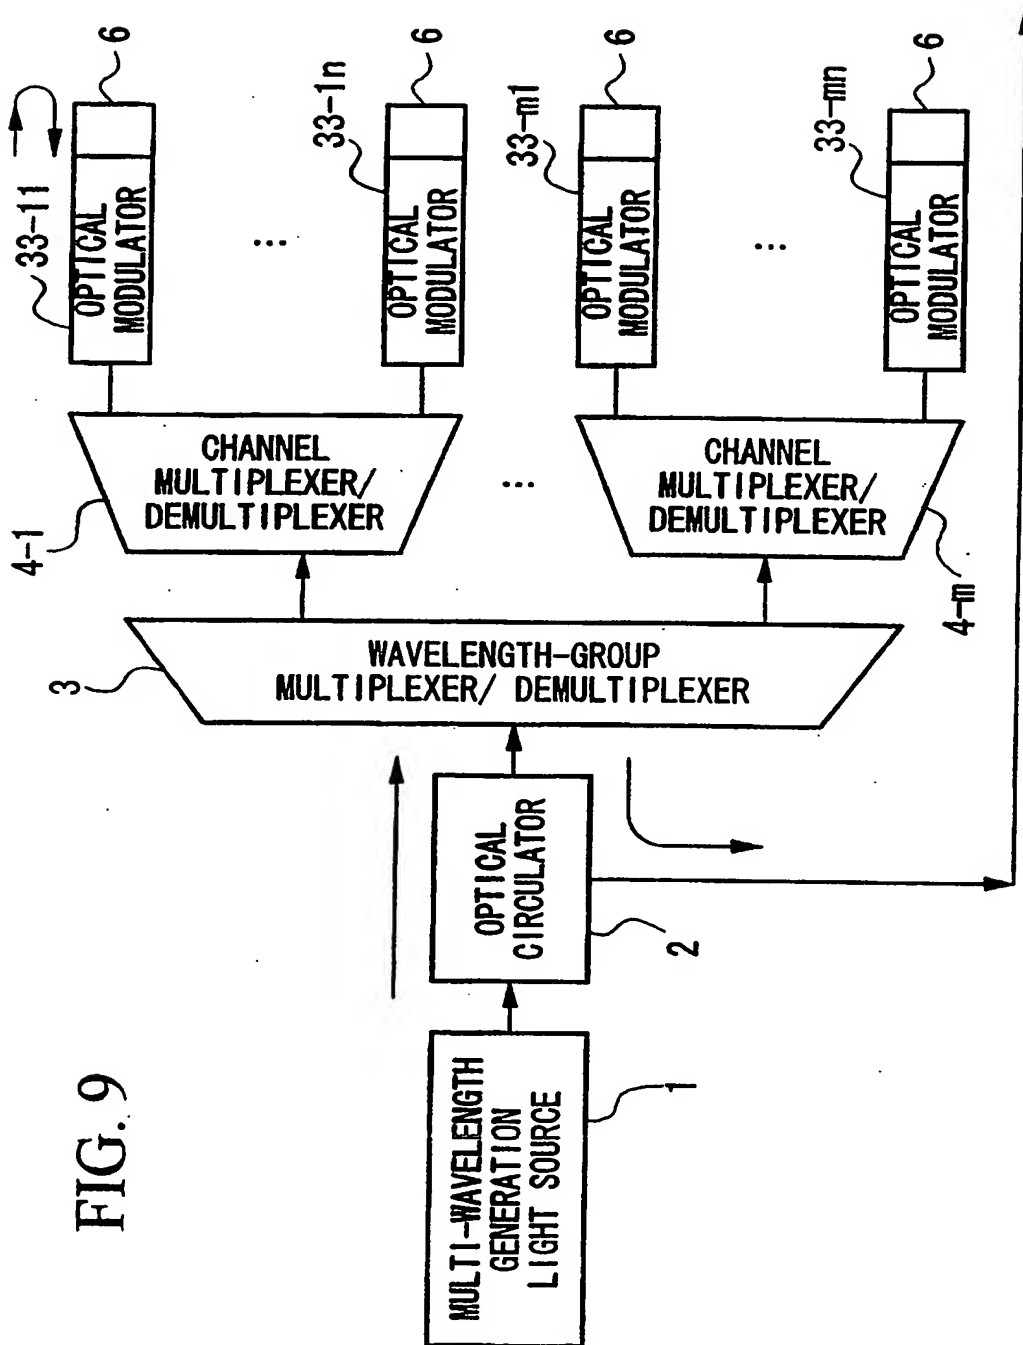 FIG. 9
MULTI-WAVELENGTH
GENERATION
LIGHT SOURCE
1
OPTICAL
CIRCULATOR
2
WAVELENGTH-GROUP
MULTIPLEXER/ DEMULTIPLEXER
3
CHANNEL
MULTIPLEXER/
DEMULTIPLEXER
4-1
...
CHANNEL
MULTIPLEXER/
DEMULTIPLEXER
4-m
OPTICAL
MODULATOR
33-11
6
...
OPTICAL
MODULATOR
33-1n
6
OPTICAL
MODULATOR
33-m1
6
...
OPTICAL
MODULATOR
33-mn
6